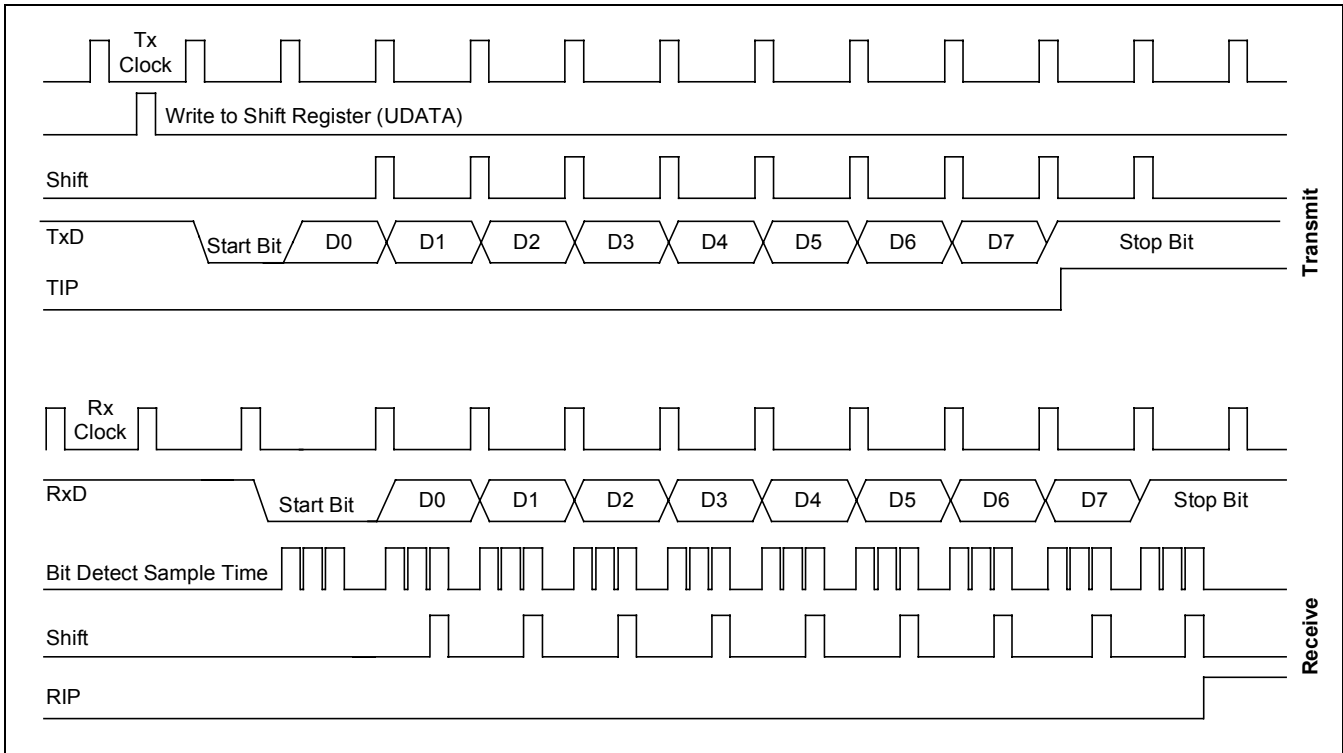 Tx
Clock
Write to Shift Register (UDATA)
Shift
TxD
Start Bit
D0
D1
D2
D3
D4
D5
D6
D7
Stop Bit
TIP
Transmit
Rx
Clock
RxD
Start Bit
D0
D1
D2
D3
D4
D5
D6
D7
Stop Bit
Bit Detect Sample Time
Shift
RIP
Receive